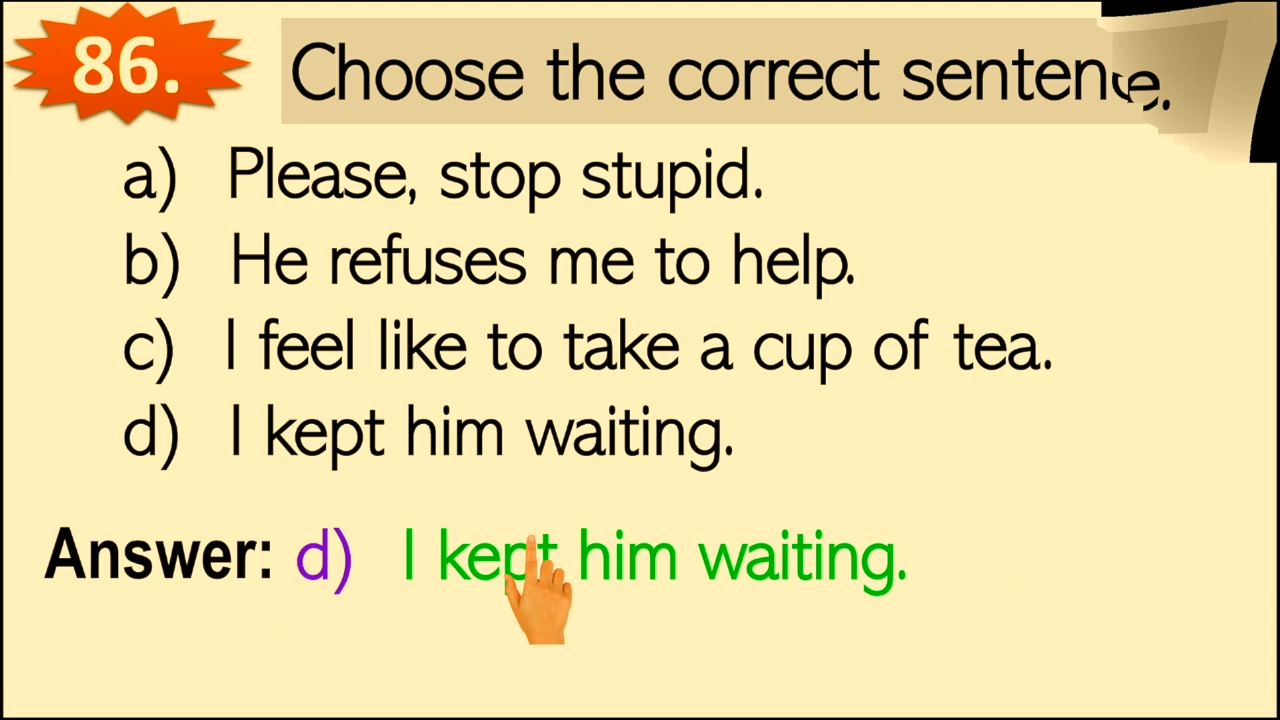 86.
Choose the correct sentence.
a) Please, stop stupid.
b) He refuses me to help.
c) I feel like to take a cup of tea.
d) I kept him waiting.
Answer: d) I kept him waiting.